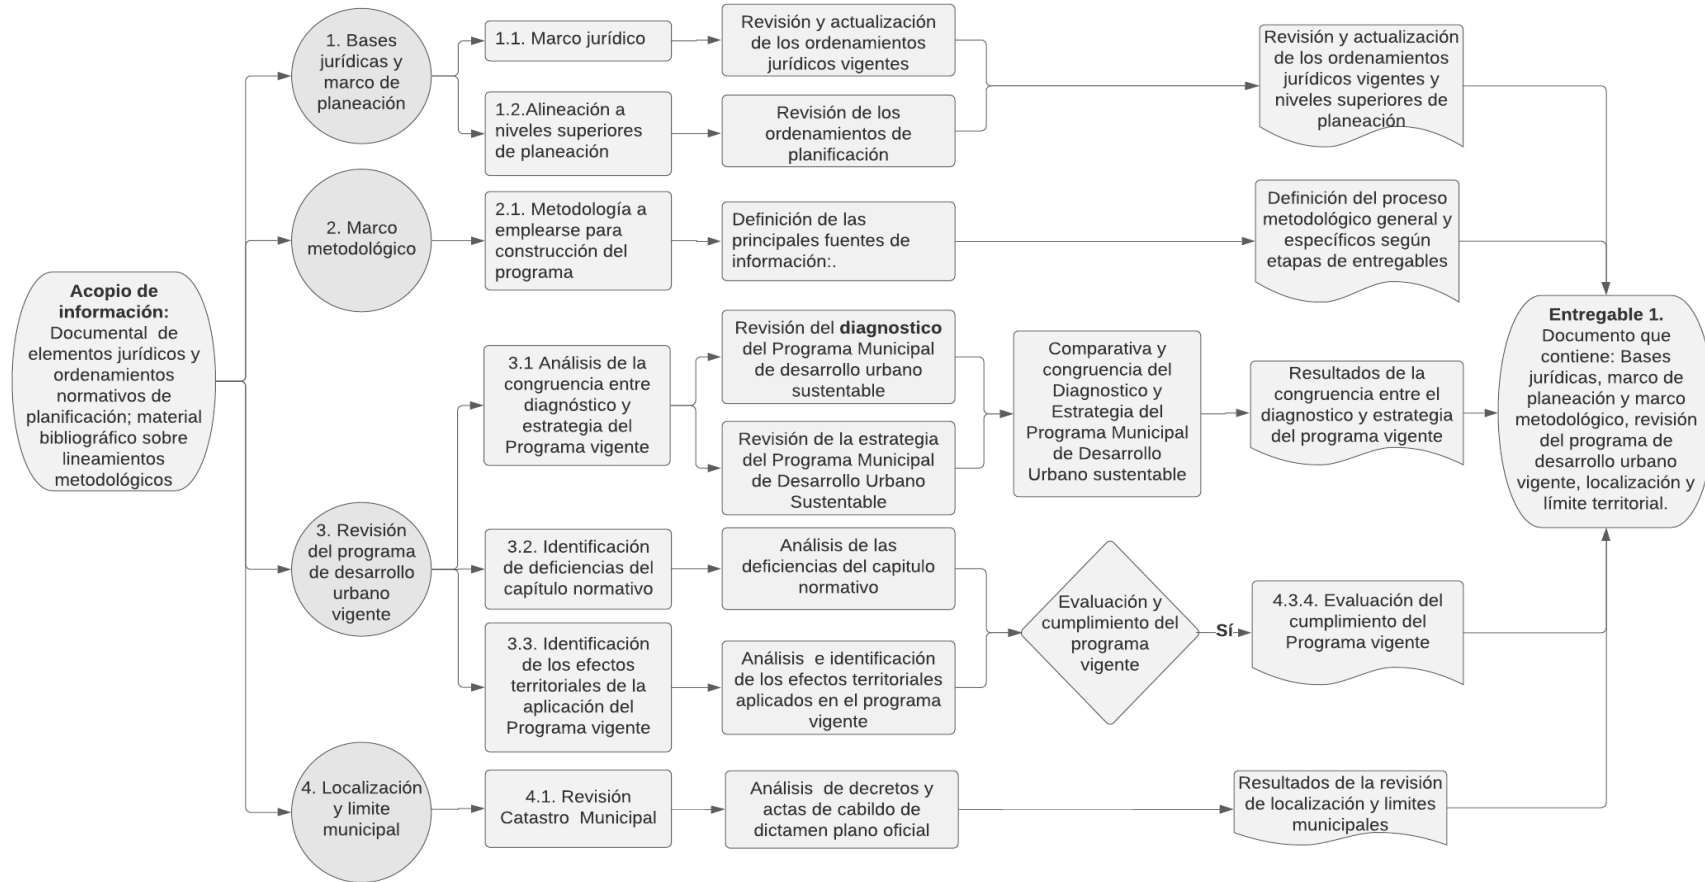 Acopio de
información:
Documental de
elementos jurídicos y
ordenamientos
normativos de
planificación; material
bibliográfico sobre
lineamientos
metodológicos
1. Bases
jurídicas y
marco de
planeación
1.1. Marco jurídico
Revisión y actualización
de los ordenamientos
jurídicos vigentes
1.2.Alineación a
niveles superiores
de planeación
Revisión de los
ordenamientos de
planificación
Revisión y actualización
de los ordenamientos
jurídicos vigentes y
niveles superiores de
planeación
2. Marco
metodológico
2.1. Metodología a
emplearse para
construcción del
programa
Definición de las
principales fuentes de
información:.
Definición del proceso
metodológico general y
específicos según
etapas de entregables
3. Revisión
del programa
de desarrollo
urbano
vigente
3.1 Análisis de la
congruencia entre
diagnóstico y
estrategia del
Programa vigente
Revisión del diagnostico
del Programa Municipal
de desarrollo urbano
sustentable
Revisión de la estrategia
del Programa Municipal
de Desarrollo Urbano
Sustentable
Comparativa y
congruencia del
Diagnostico y
Estrategia del
Programa Municipal
de Desarrollo
Urbano sustentable
Resultados de la
congruencia entre el
diagnostico y estrategia
del programa vigente
3.2. Identificación
de deficiencias del
capítulo normativo
Análisis de las
deficiencias del capitulo
normativo
3.3. Identificación
de los efectos
territoriales de la
aplicación del
Programa vigente
Análisis e identificación
de los efectos territoriales
aplicados en el programa
vigente
Evaluación y
cumplimiento del
programa
vigente
Sí
4.3.4. Evaluación del
cumplimiento del
Programa vigente
4. Localización
y limite
municipal
4.1. Revisión
Catastro Municipal
Análisis de decretos y
actas de cabildo de
dictamen plano oficial
Resultados de la revisión
de localización y limites
municipales
Entregable 1.
Documento que
contiene: Bases
jurídicas, marco de
planeación y marco
metodológico, revisión
del programa de
desarrollo urbano
vigente, localización y
límite territorial.